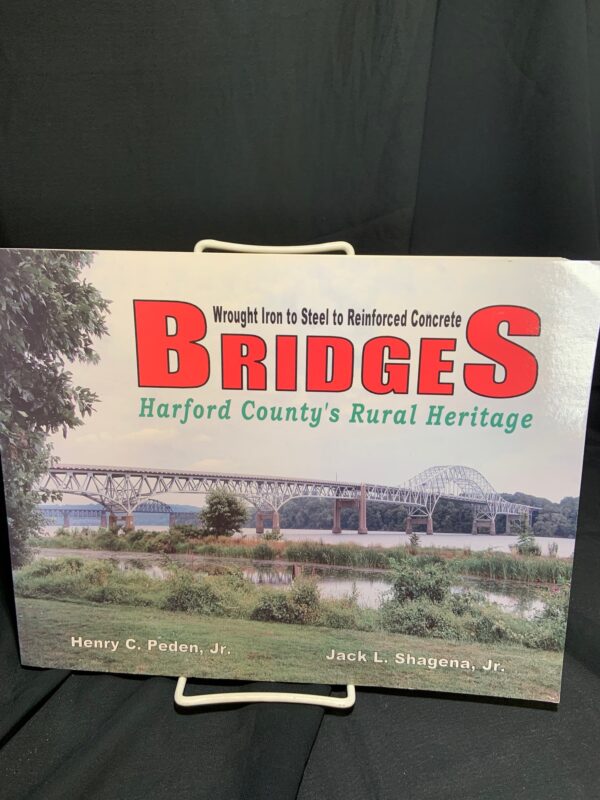 Wrought Iron to Steel to Reinforced Concrete
BRIDGES
Harford County's Rural Heritage
Henry C. Peden, Jr.
Jack L. Shagena, Jr.